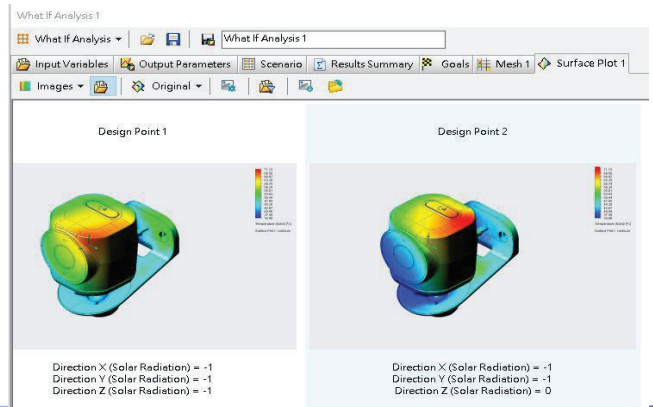 What If Analysis 1
What If Analysis What If Analysis 1
Input Variables Output Parameters Scenario Results Summary Goals Mesh 1 Surface Plot 1
Images Original
Design Point 1 Design Point 2
Direction X (Solar Radiation) = -1 Direction X (Solar Radiation) = -1
Direction Y (Solar Radiation) = -1 Direction Y (Solar Radiation) = -1
Direction Z (Solar Radiation) = -1 Direction Z (Solar Radiation) = 0